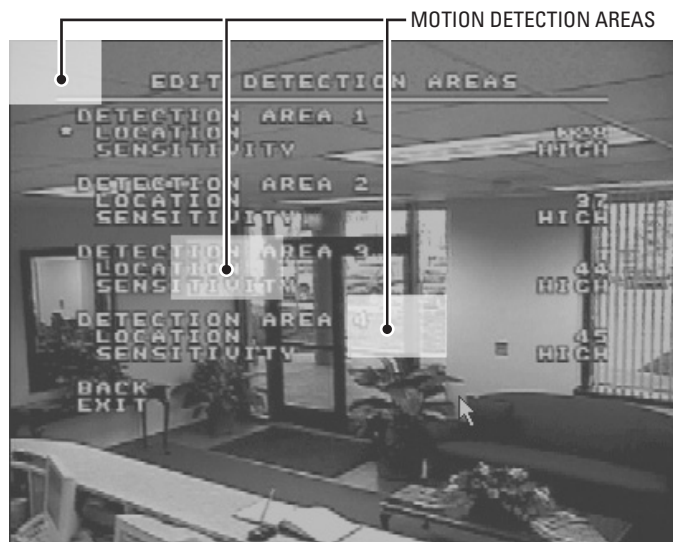 MOTION DETECTION AREAS
EDIT DETECTION AREAS
DETECTION AREA 1
* LOCATION
SENSITIVITY HIGH
DETECTION AREA 2
LOCATION 37
SENSITIVITY HIGH
DETECTION AREA 3
LOCATION 44
SENSITIVITY HIGH
DETECTION AREA 4
LOCATION 45
SENSITIVITY HIGH
BACK
EXIT